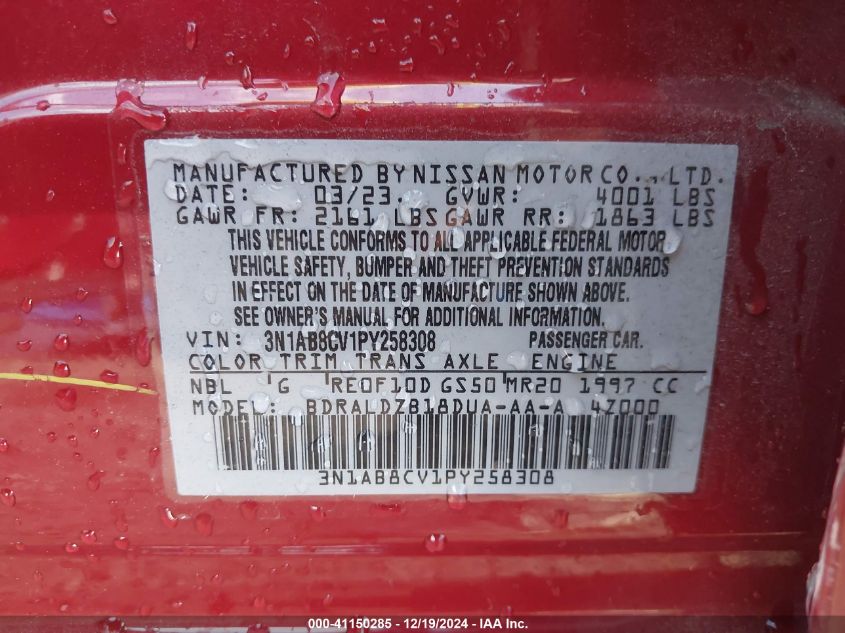 MANUFACTURED BY NISSAN MOTOR CO., LTD.
DATE: 03/23. GVWR: 4001 LBS
GAWR FR: 2161 LBS GAWR RR: 1863 LBS
THIS VEHICLE CONFORMS TO ALL APPLICABLE FEDERAL MOTOR
VEHICLE SAFETY, BUMPER AND THEFT PREVENTION STANDARDS
IN EFFECT ON THE DATE OF MANUFACTURE SHOWN ABOVE.
SEE OWNER'S MANUAL FOR ADDITIONAL INFORMATION.
VIN: 3N1AB8CV1PY258308 PASSENGER CAR.
COLOR TRIM TRANS AXLE ENGINE
NBL G RE0F10D GS50 MR20 1997 CC
MODEL: BDRALDZB18DUA-AA-A 4Z000
3N1AB8CV1PY258308
000-41150285 - 12/19/2024 - IAA Inc.